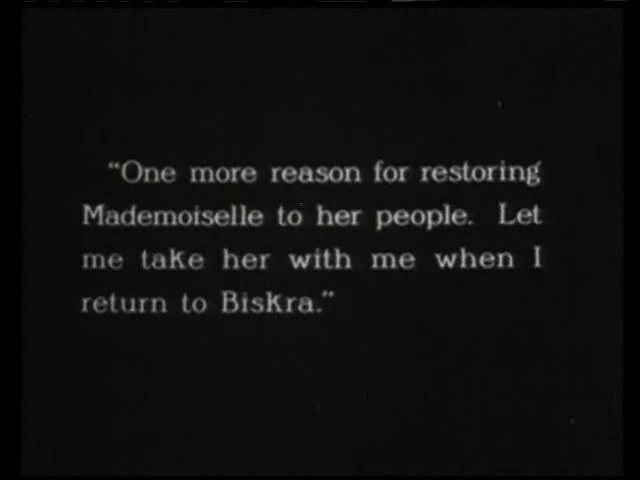 “One more reason for restoring
Mademoiselle to her people. Let
me take her with me when I
return to Biskra.”